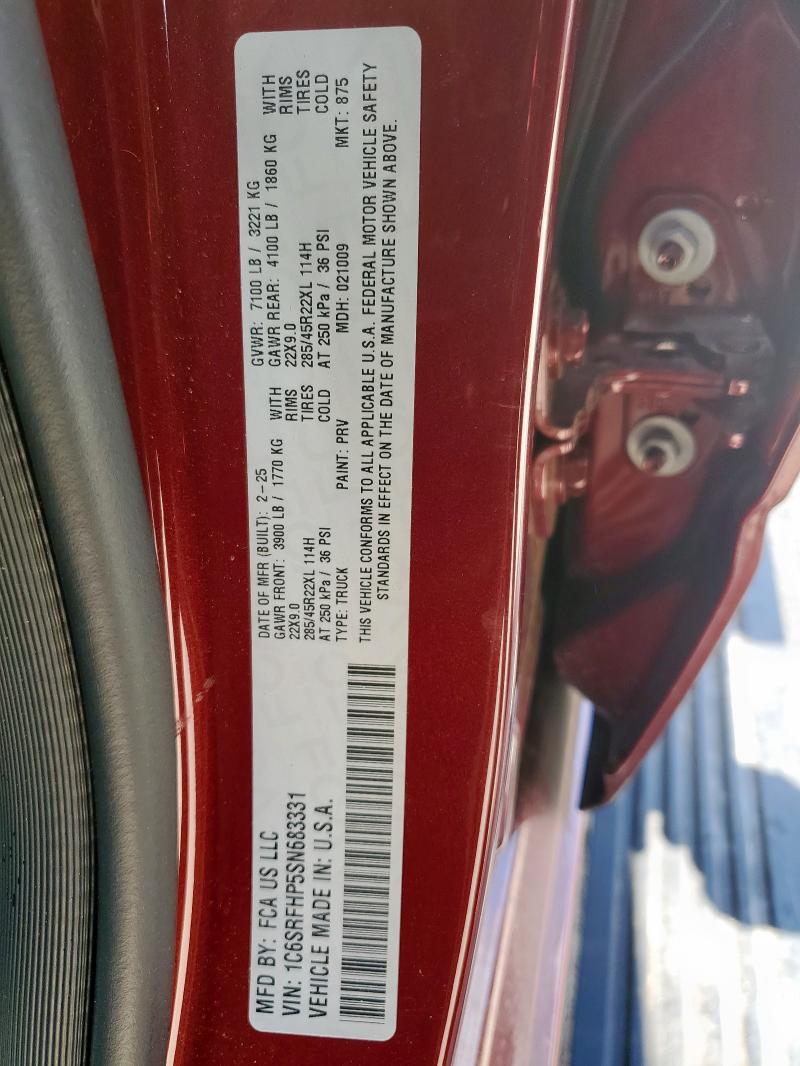 MFD BY: FCA US LLC
VIN: 1C6SRFHP5SN683331
VEHICLE MADE IN: U.S.A.
DATE OF MFR (BUILT): 2-25 GVWR: 7100 LB / 3221 KG
GAWR FRONT: 3900 LB / 1770 KG WITH GAWR REAR: 4100 LB / 1860 KG WITH
22X9.0 RIMS 22X9.0 RIMS
285/45R22XL 114H TIRES 285/45R22XL 114H TIRES
AT 250 kPa / 36 PSI COLD AT 250 kPa / 36 PSI COLD
TYPE: TRUCK PAINT: PRV MDH: 021009 MKT: 875
THIS VEHICLE CONFORMS TO ALL APPLICABLE U.S.A. FEDERAL MOTOR VEHICLE SAFETY
STANDARDS IN EFFECT ON THE DATE OF MANUFACTURE SHOWN ABOVE.